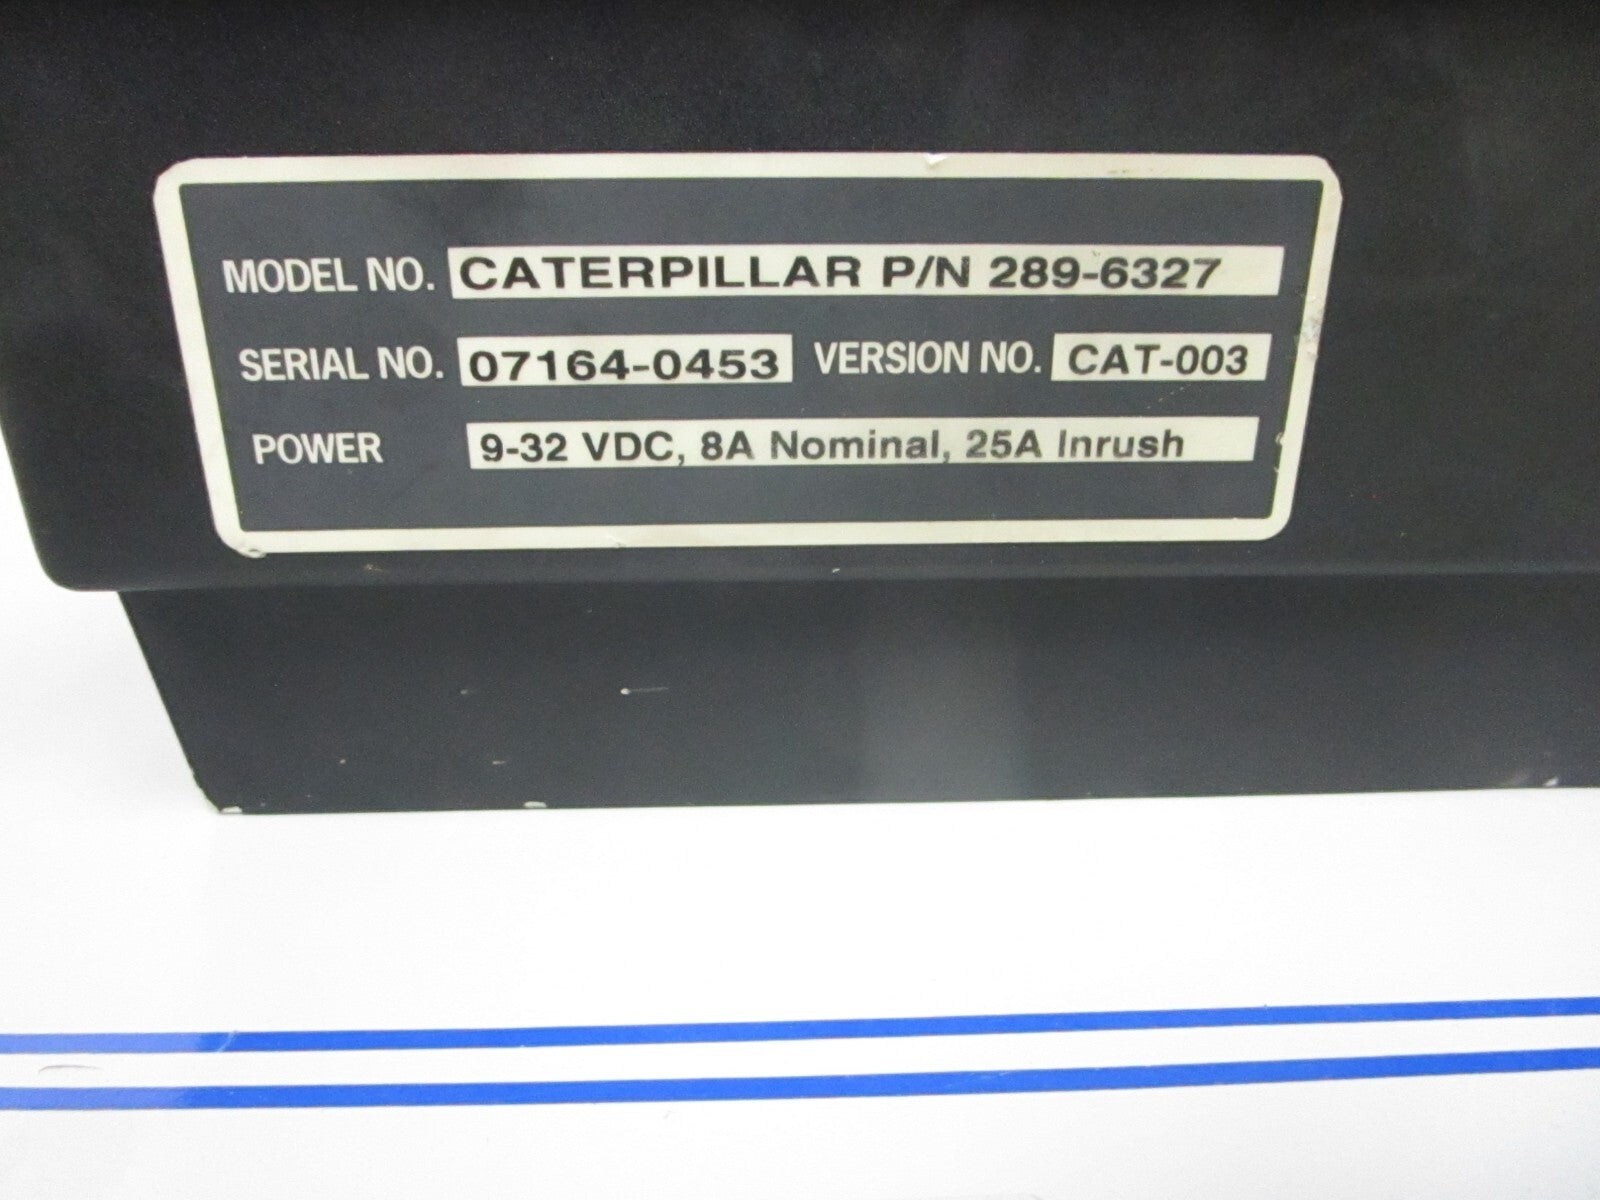 MODEL NO. CATERPILLAR P/N 289-6327
SERIAL NO. 07164-0453 VERSION NO. CAT-003
POWER 9-32 VDC, 8A Nominal, 25A Inrush